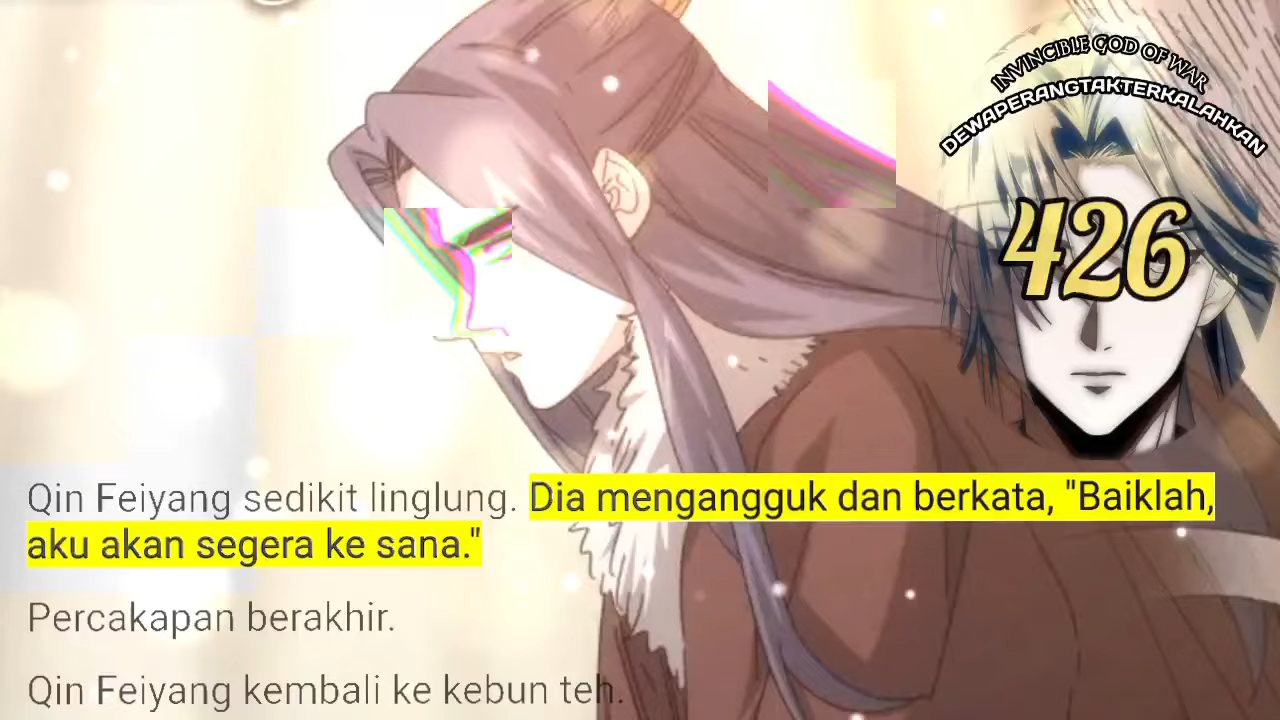 INVINCIBLE GOD OF WAR
DEWAPERANGTAKTERKALAHKAN
426
Qin Feiyang sedikit linglung. Dia mengangguk dan berkata, "Baiklah,
aku akan segera ke sana."
Percakapan berakhir.
Qin Feiyang kembali ke kebun teh.